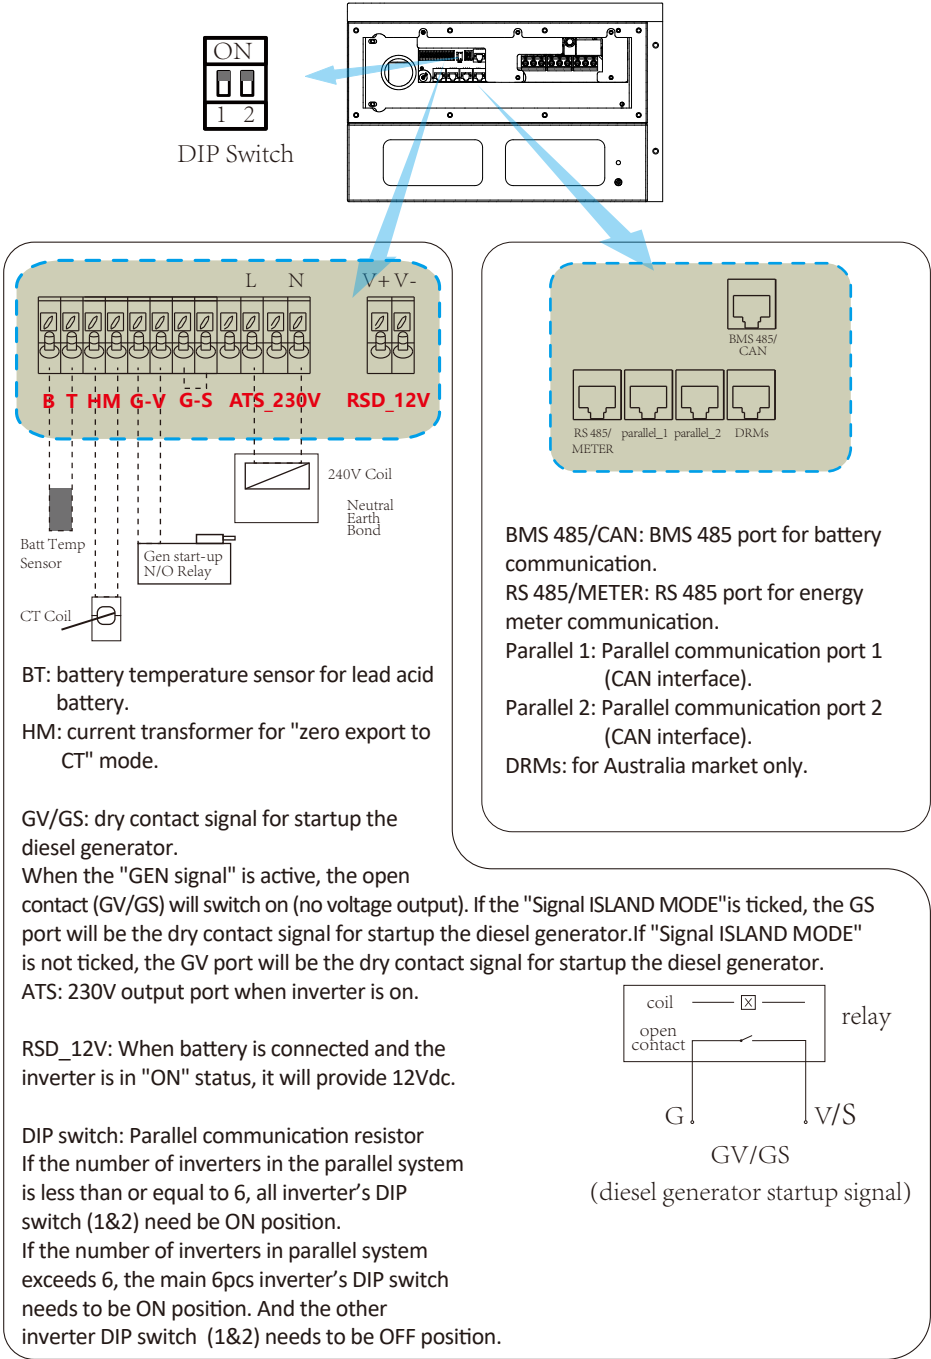 ON
1 2
DIP Switch
L N V+ V-
B T HM G-V G-S ATS_230V RSD_12V
240V Coil
Neutral
Earth
Bond
Batt Temp
Sensor
Gen start-up
N/O Relay
CT Coil
BMS 485/
CAN
RS 485/
METER
parallel_1 parallel_2 DRMs
BMS 485/CAN: BMS 485 port for battery
communication.
RS 485/METER: RS 485 port for energy
meter communication.
Parallel 1: Parallel communication port 1
(CAN interface).
Parallel 2: Parallel communication port 2
(CAN interface).
DRMs: for Australia market only.
BT: battery temperature sensor for lead acid
battery.
HM: current transformer for "zero export to
CT" mode.
GV/GS: dry contact signal for startup the
diesel generator.
When the "GEN signal" is active, the open
contact (GV/GS) will switch on (no voltage output). If the "Signal ISLAND MODE"is ticked, the GS
port will be the dry contact signal for startup the diesel generator.If "Signal ISLAND MODE"
is not ticked, the GV port will be the dry contact signal for startup the diesel generator.
ATS: 230V output port when inverter is on.
RSD_12V: When battery is connected and the
inverter is in "ON" status, it will provide 12Vdc.
DIP switch: Parallel communication resistor
If the number of inverters in the parallel system
is less than or equal to 6, all inverter's DIP
switch (1&2) need be ON position.
If the number of inverters in parallel system
exceeds 6, the main 6pcs inverter's DIP switch
needs to be ON position. And the other
inverter DIP switch (1&2) needs to be OFF position.
coil
open
contact
relay
G V/S
GV/GS
(diesel generator startup signal)